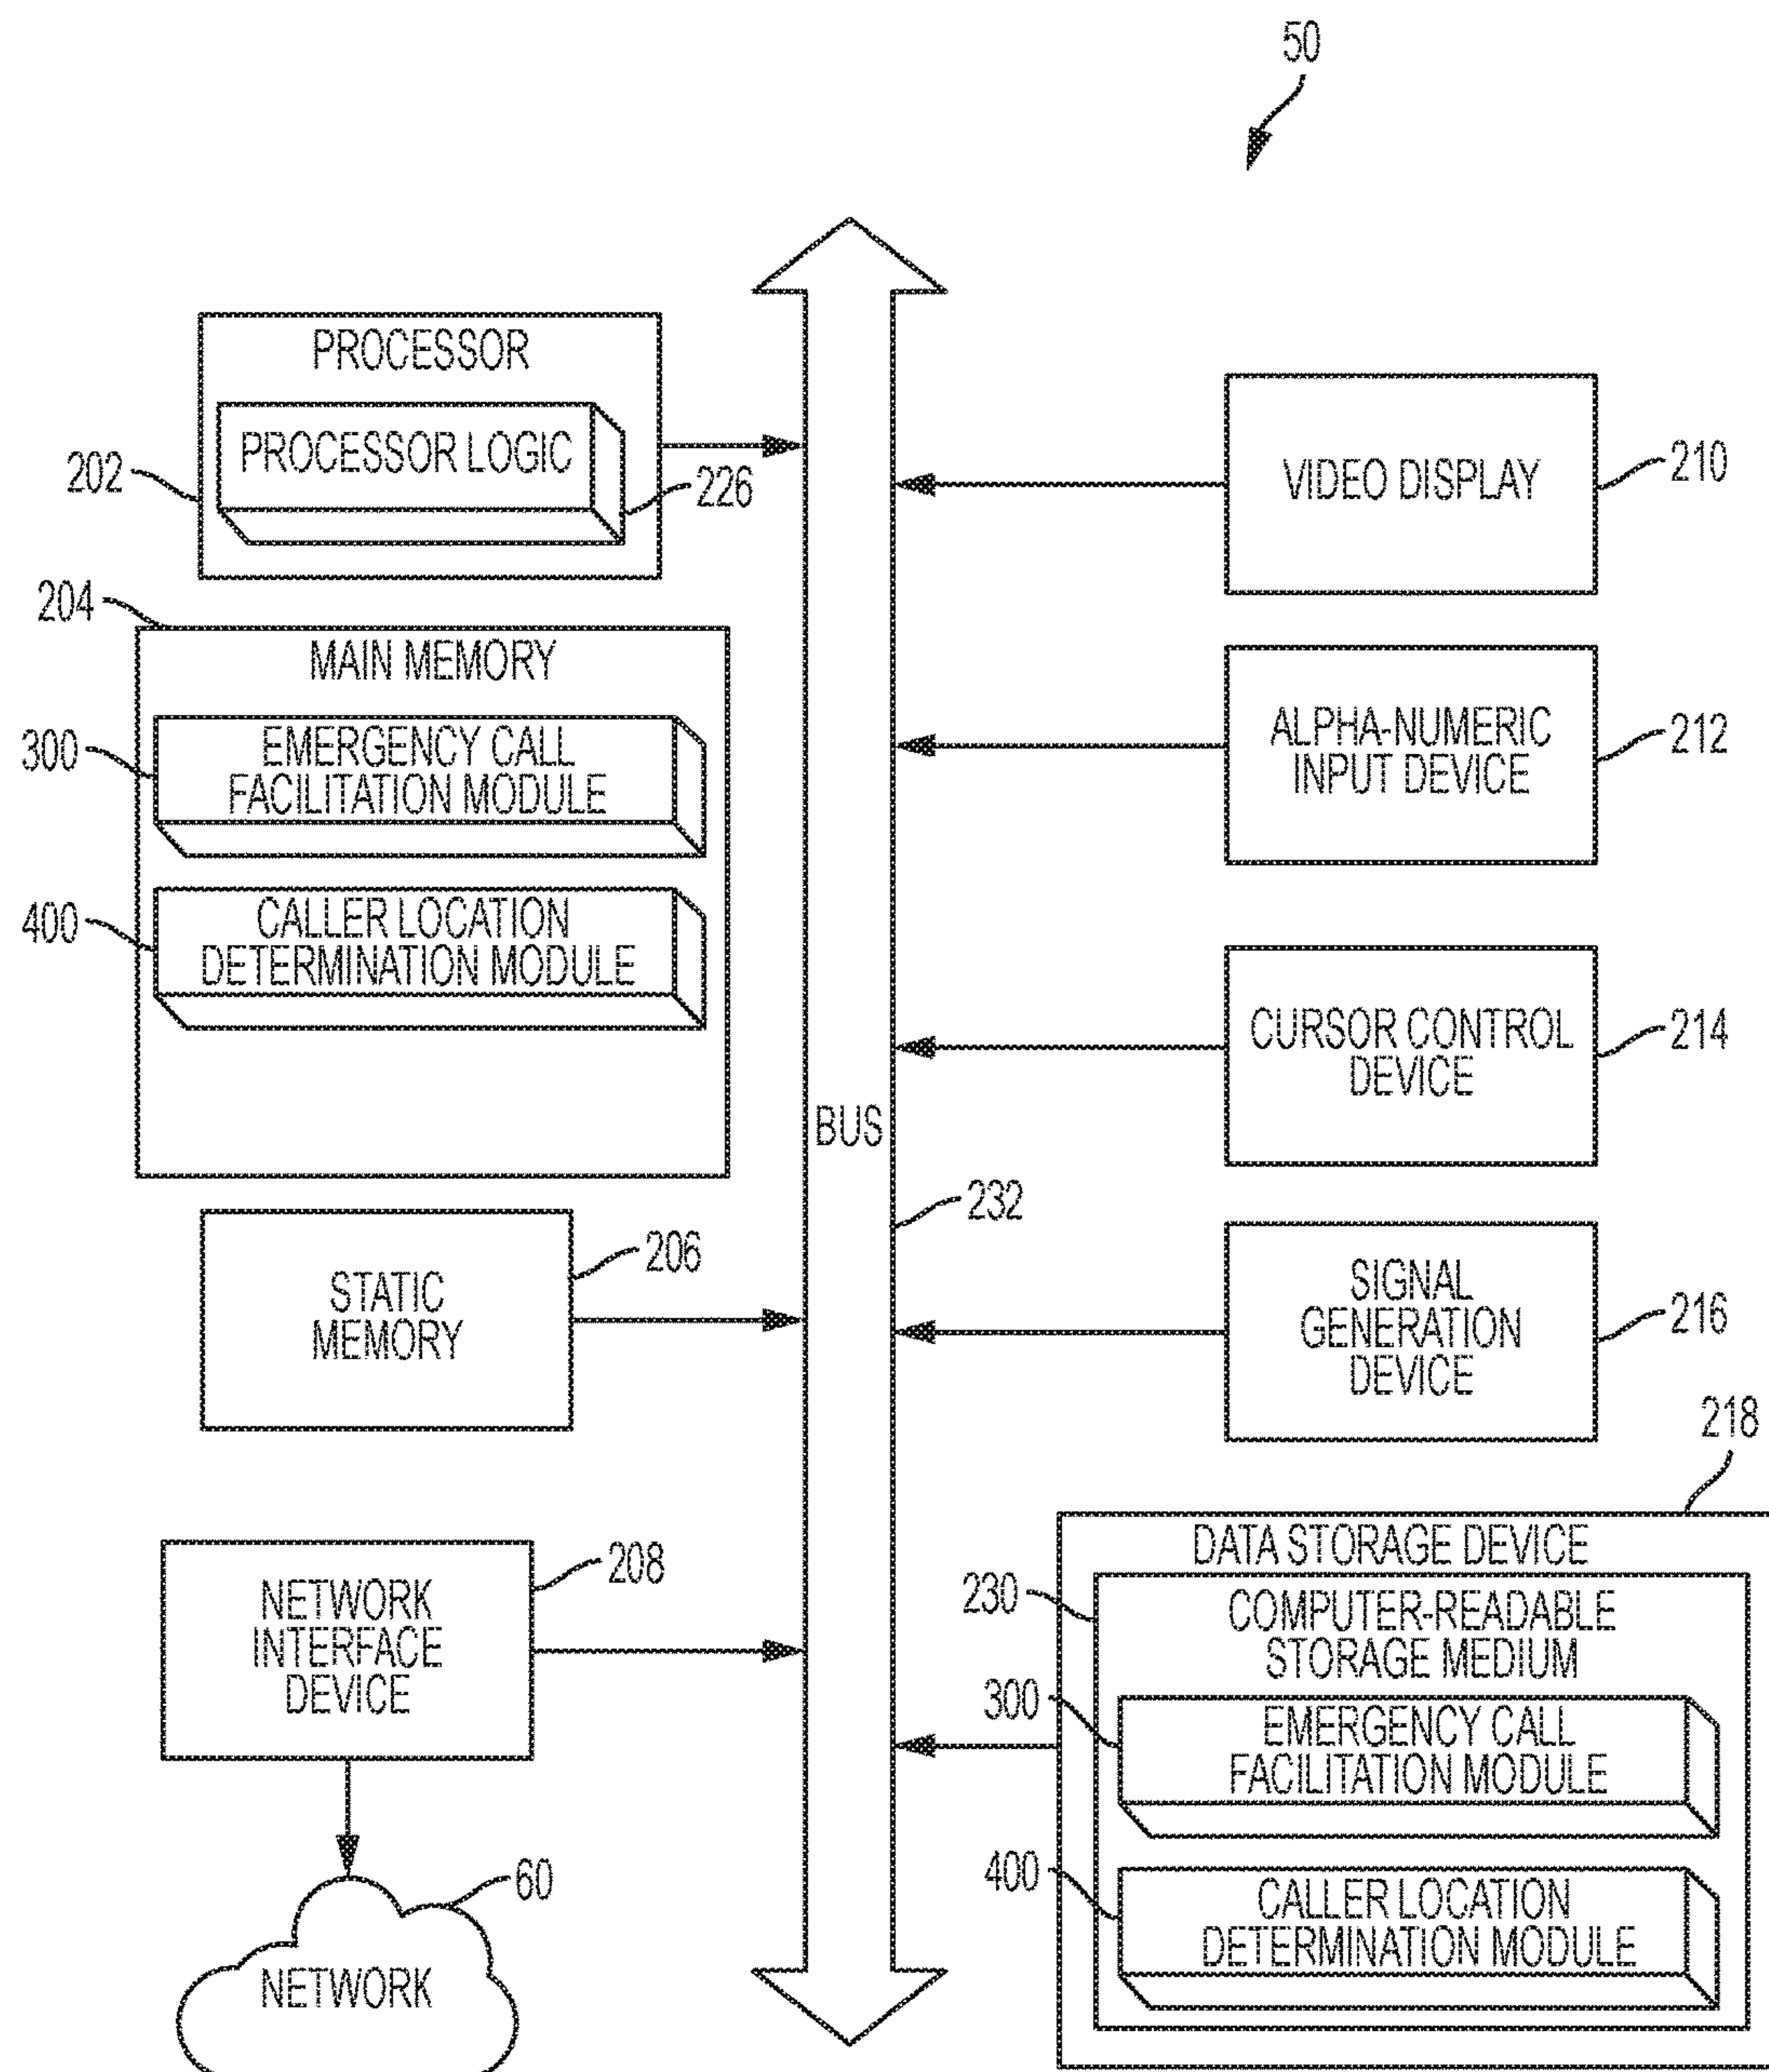 50
PROCESSOR
PROCESSOR LOGIC
202
226
204
MAIN MEMORY
300
EMERGENCY CALL
FACILITATION MODULE
400
CALLER LOCATION
DETERMINATION MODULE
STATIC
MEMORY
206
NETWORK
INTERFACE
DEVICE
208
NETWORK
60
BUS
232
VIDEO DISPLAY
210
ALPHA-NUMERIC
INPUT DEVICE
212
CURSOR CONTROL
DEVICE
214
SIGNAL
GENERATION
DEVICE
216
218
DATA STORAGE DEVICE
230
COMPUTER-READABLE
STORAGE MEDIUM
300
EMERGENCY CALL
FACILITATION MODULE
400
CALLER LOCATION
DETERMINATION MODULE